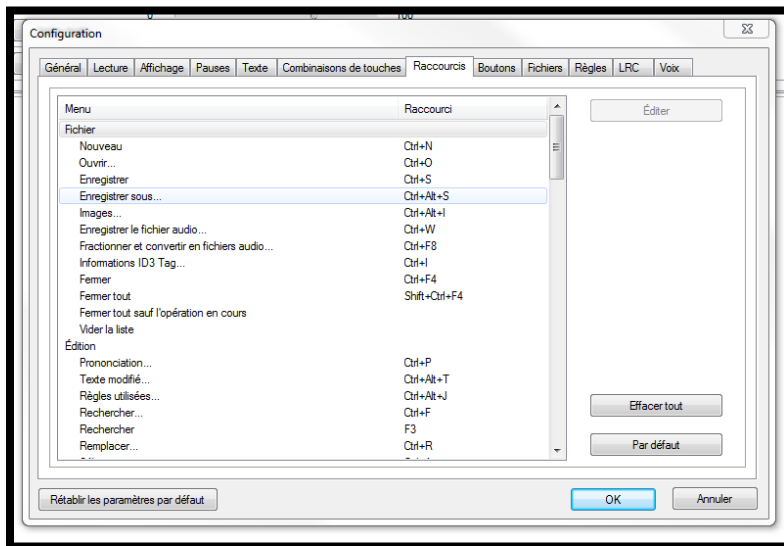 0 100
Configuration
Général Lecture Affichage Pauses Texte Combinaisons de touches Raccourcis Boutons Fichiers Règles LRC Voix
Menu Raccourci
Éditer
Fichier
Nouveau Ctrl+N
Ouvrir... Ctrl+O
Enregistrer Ctrl+S
Enregistrer sous... Ctrl+Alt+S
Images... Ctrl+Alt+I
Enregistrer le fichier audio... Ctrl+W
Fractionner et convertir en fichiers audio... Ctrl+F8
Informations ID3 Tag... Ctrl+I
Fermer Ctrl+F4
Fermer tout Shift+Ctrl+F4
Fermer tout sauf l'opération en cours
Vider la liste
Édition
Prononciation... Ctrl+P
Texte modifié... Ctrl+Alt+T
Règles utilisées... Ctrl+Alt+J
Rechercher... Ctrl+F
Effacer tout
Rechercher F3
Remplacer... Ctrl+R
Par défaut
Rétablir les paramètres par défaut OK Annuler